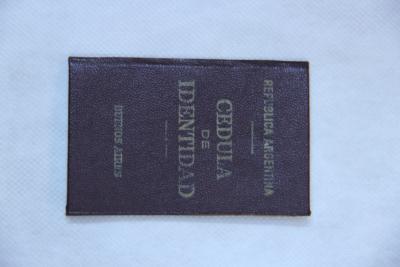 REPUBLICA ARGENTINA
CEDULA
DE
IDENTIDAD
BUENOS AIRES